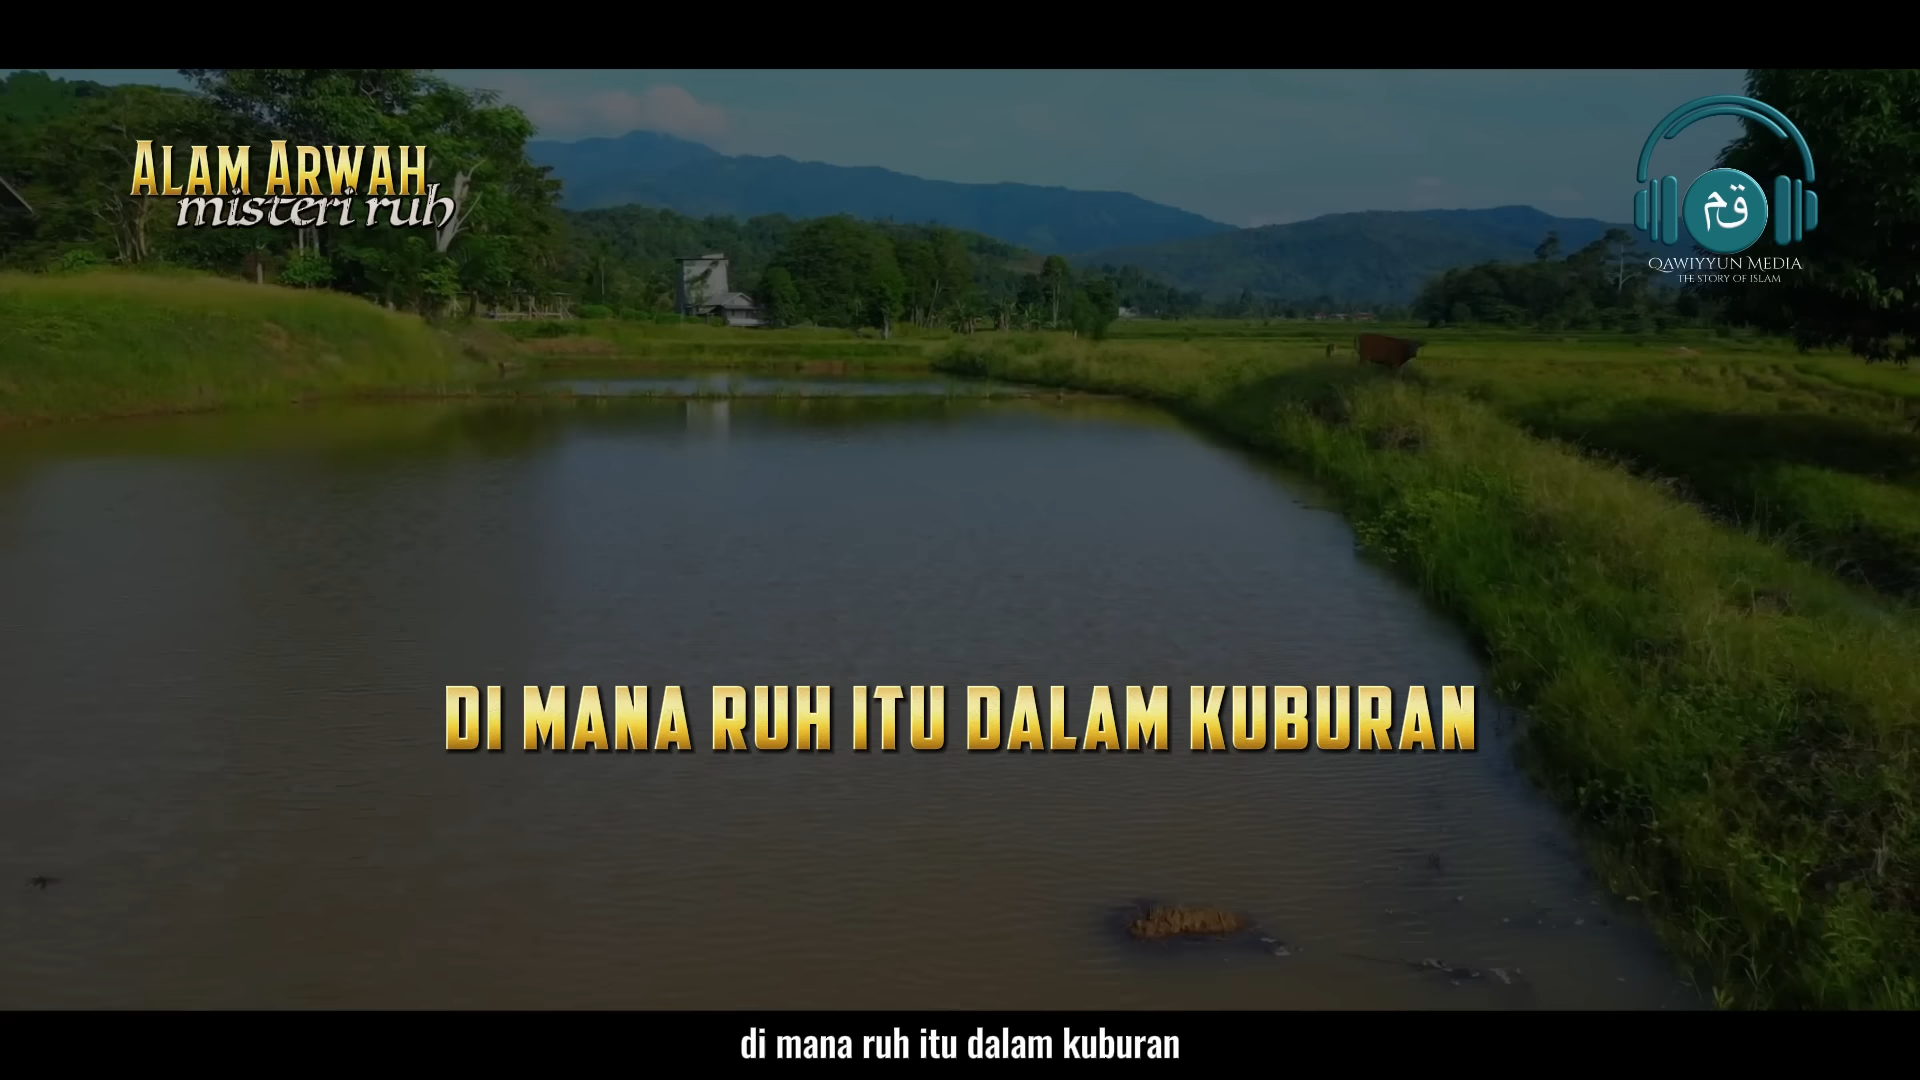 ALAM ARWAH
misteri ruh
قم
QAWIYYUN MEDIA
THE STORY OF ISLAM
DI MANA RUH ITU DALAM KUBURAN
di mana ruh itu dalam kuburan